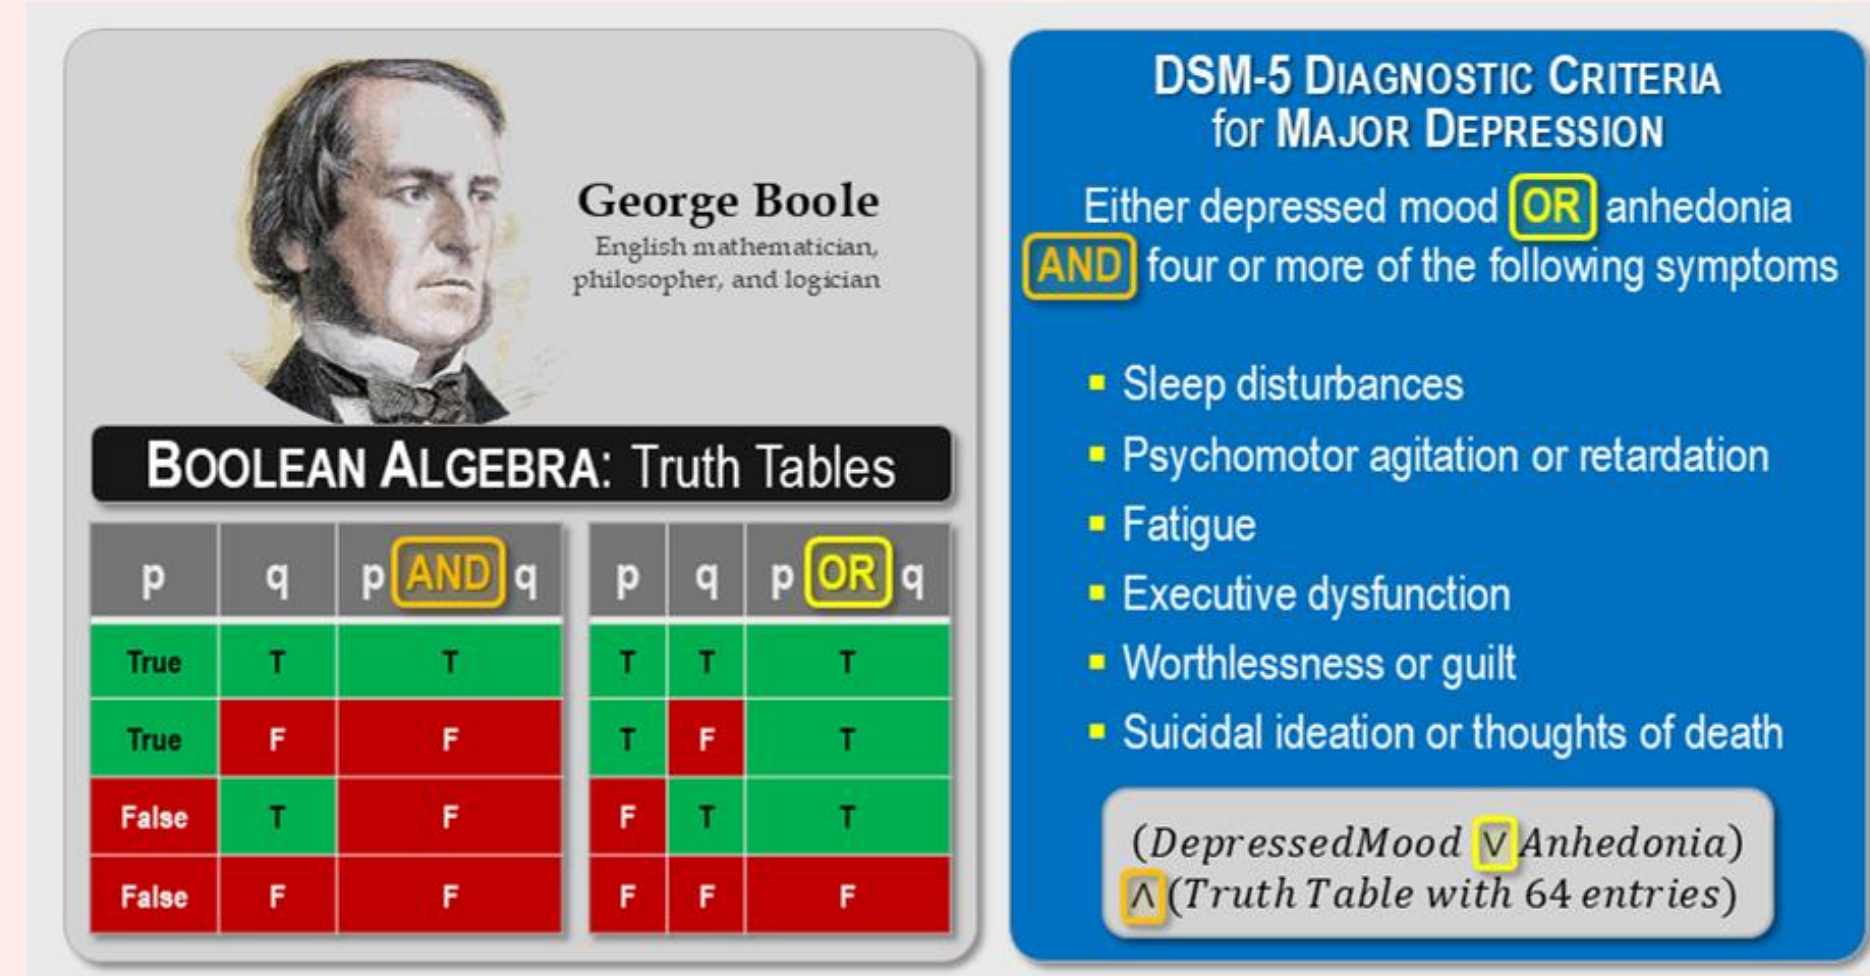 George Boole
English mathematician,
philosopher, and logician
BOOLEAN ALGEBRA: Truth Tables
p q p AND q
True T T
True F F
False T F
False F F
p q p OR q
T T T
T F T
F T T
F F F
DSM-5 DIAGNOSTIC CRITERIA
for MAJOR DEPRESSION
Either depressed mood OR anhedonia
AND four or more of the following symptoms
▪ Sleep disturbances
▪ Psychomotor agitation or retardation
▪ Fatigue
▪ Executive dysfunction
▪ Worthlessness or guilt
▪ Suicidal ideation or thoughts of death
(DepressedMood ∨ Anhedonia)
∧ (Truth Table with 64 entries)